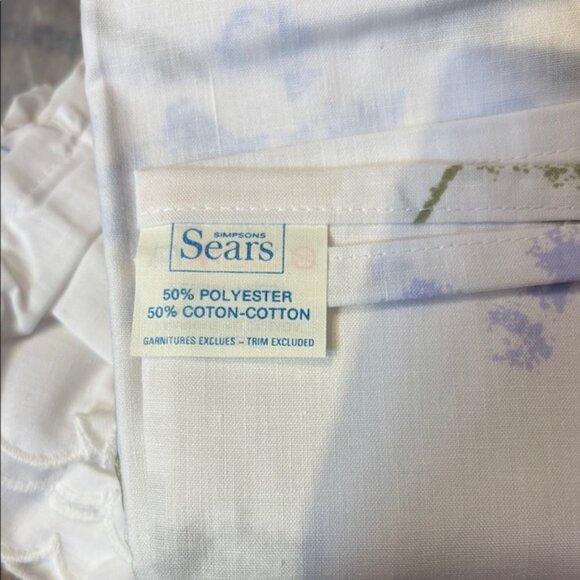 SIMPSONS
Sears
50% POLYESTER
50% COTON-COTTON
GARNITURES EXCLUES – TRIM EXCLUDED